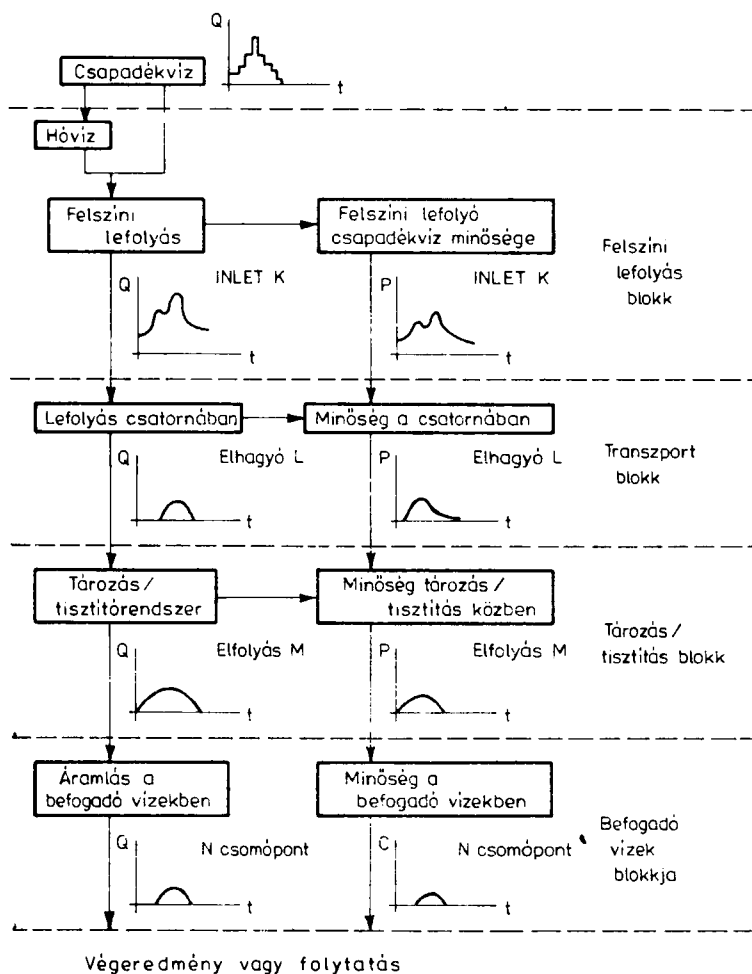 Q
t
Csapadékvíz
Hóvíz
Felszíni
lefolyás
Felszíni lefolyó
csapadékvíz minősége
Felszíni
lefolyás
blokk
Q
INLET K
t
P
INLET K
t
Lefolyás csatornában
Minőség a csatornában
Transzport
blokk
Q
Elhagyó L
t
P
Elhagyó L
t
Tározás/
tisztítórendszer
Minőség tározás/
tisztítás közben
Tározás/
tisztítás blokk
Q
Elfolyás M
t
P
Elfolyás M
t
Áramlás a
befogadó vizekben
Minőség a
befogadó vizekben
Befogadó
vizek
blokkja
Q
N csomópont
t
C
N csomópont
t
Végeredmény vagy folytatás